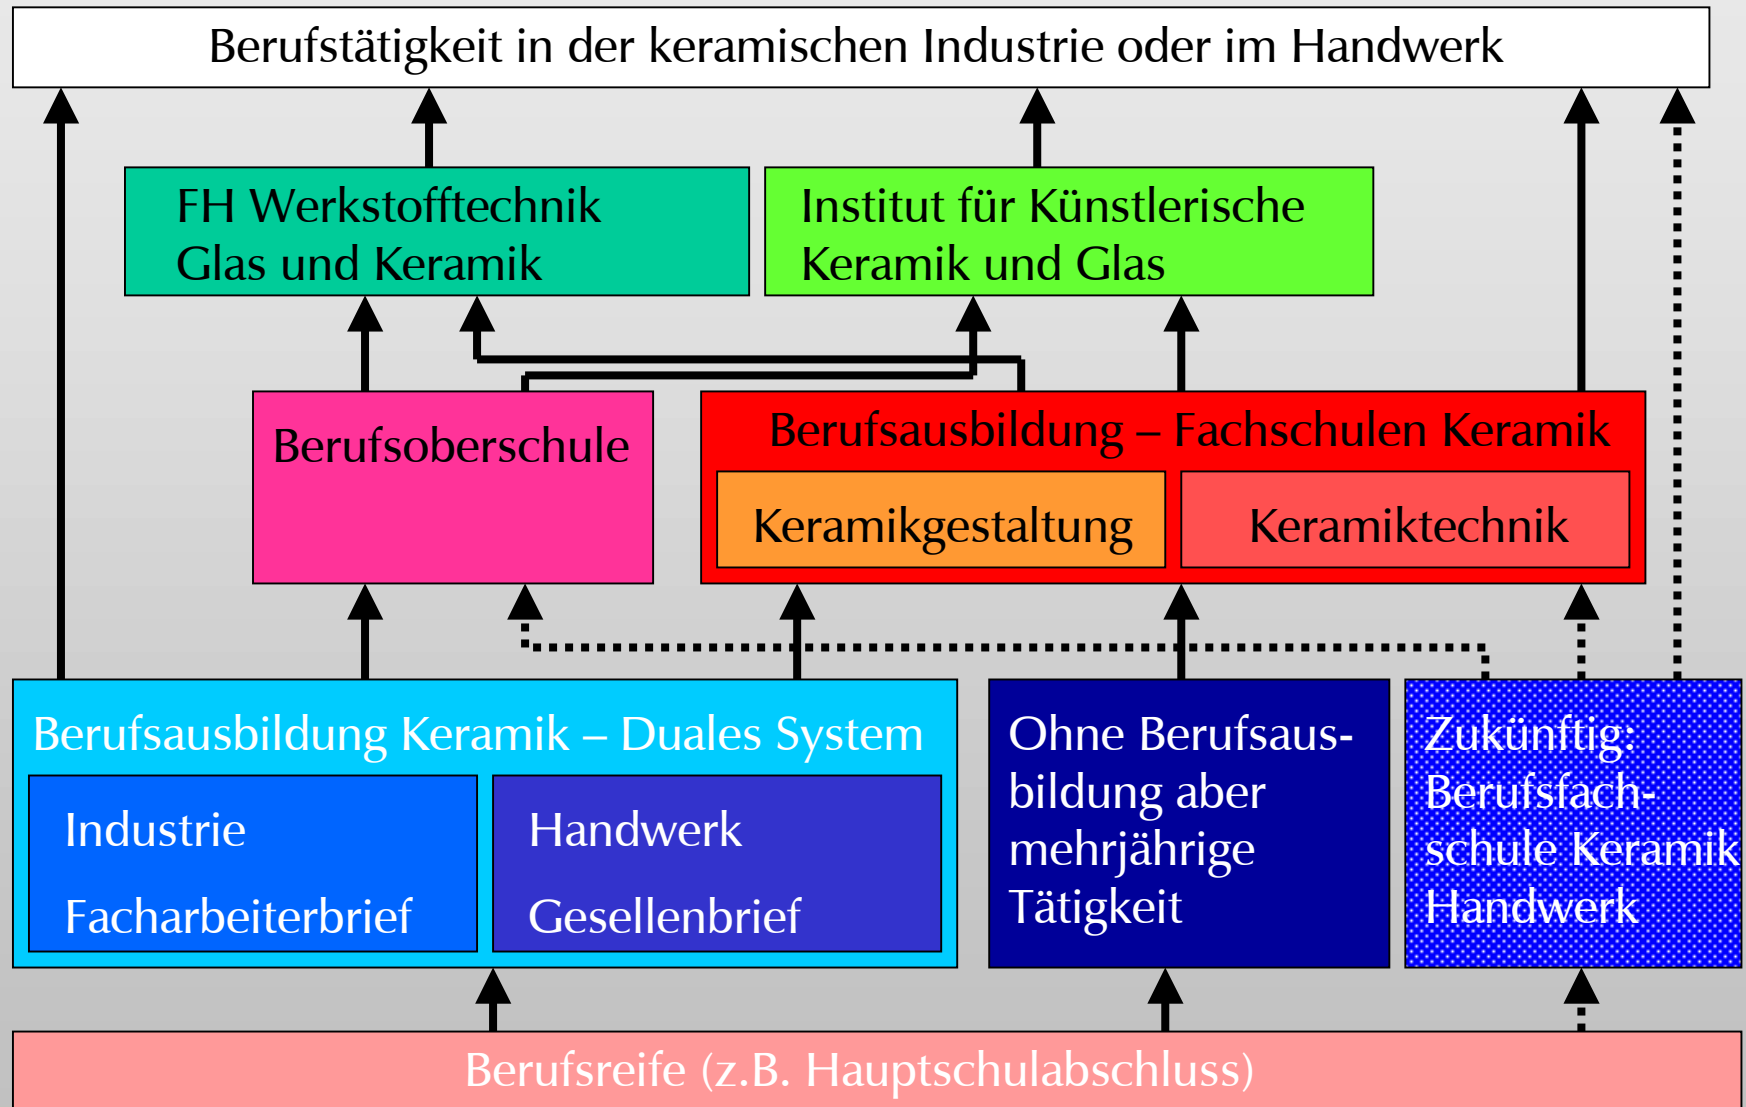 Berufstätigkeit in der keramischen Industrie oder im Handwerk
FH Werkstofftechnik
Glas und Keramik
Institut für Künstlerische
Keramik und Glas
Berufsoberschule
Berufsausbildung – Fachschulen Keramik
Keramikgestaltung
Keramiktechnik
Berufsausbildung Keramik – Duales System
Industrie
Facharbeiterbrief
Handwerk
Gesellenbrief
Ohne Berufsaus-
bildung aber
mehrjährige
Tätigkeit
Zukünftig:
Berufsfach-
schule Keramik
Handwerk
Berufsreife (z.B. Hauptschulabschluss)